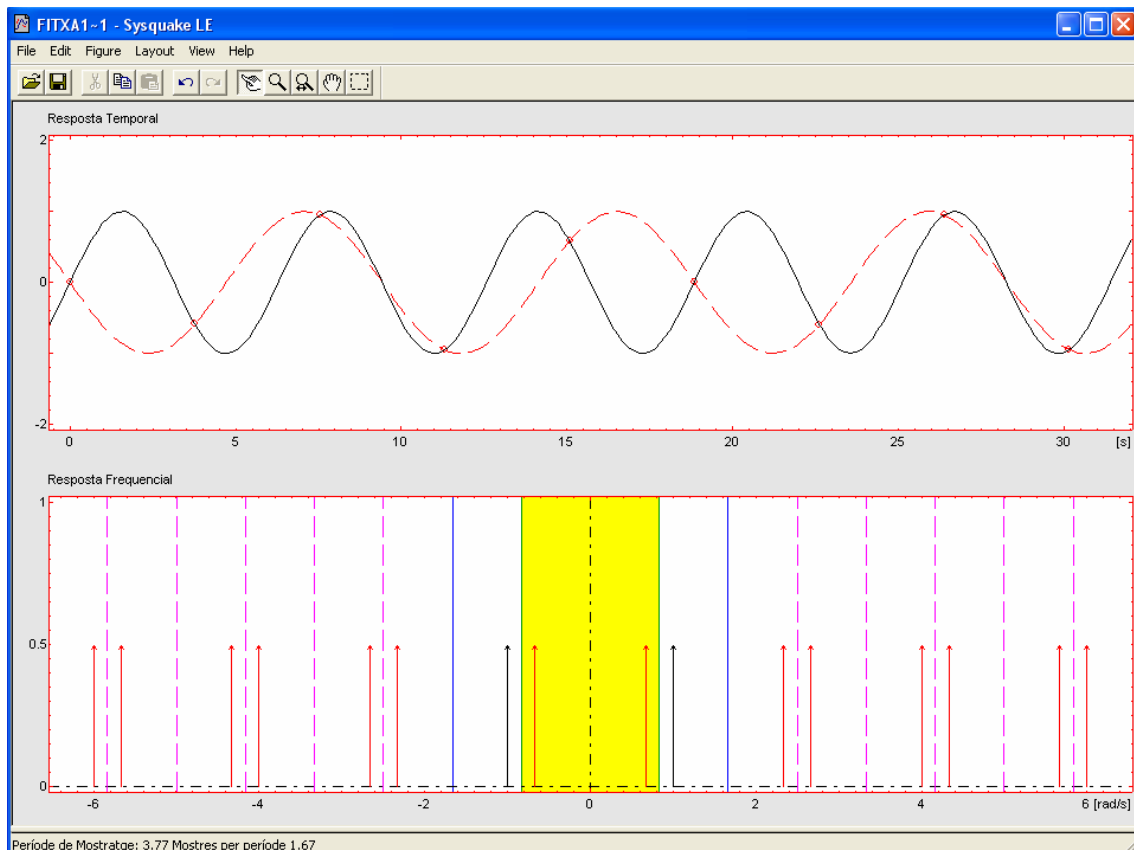 FITXA1~1 - Sysquake LE
File Edit Figure Layout View Help
Resposta Temporal
2
0
-2
0 5 10 15 20 25 30 [s]
Resposta Frequencial
1
0.5
0
-6 -4 -2 0 2 4 6 [rad/s]
Període de Mostratge: 3.77 Mostres per període 1.67